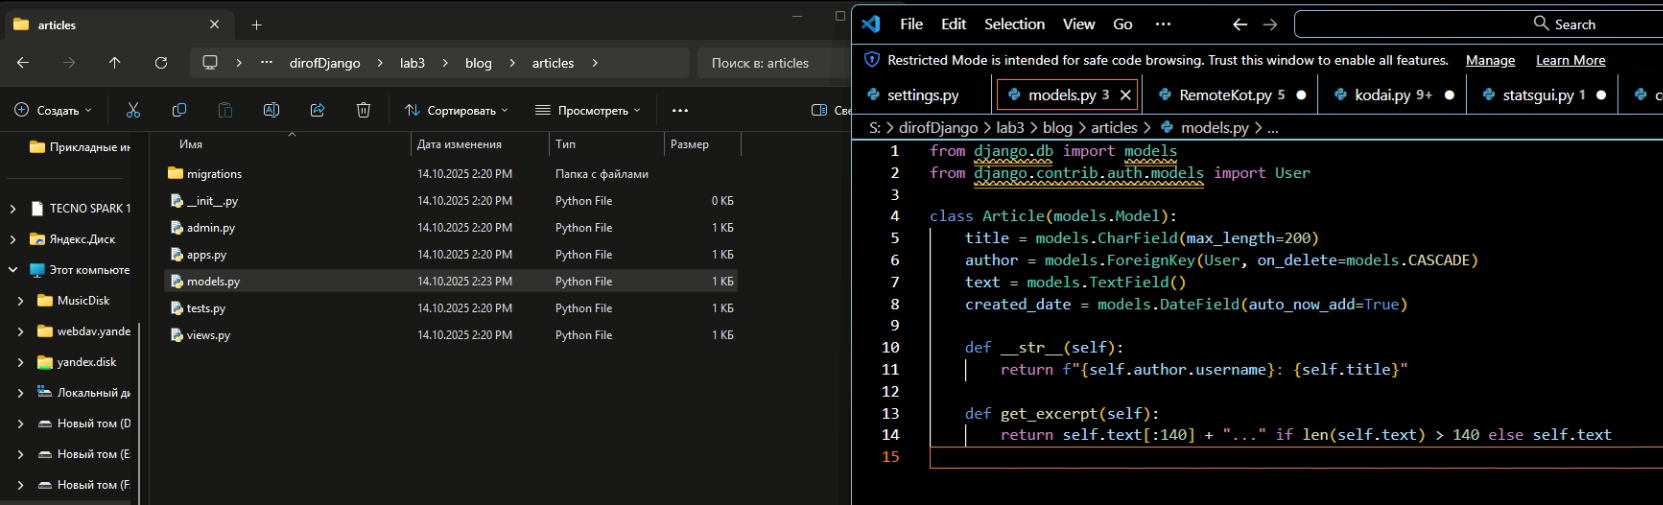 articles
dirofDjango > lab3 > blog > articles >
Поиск в: articles
Создать
Сортировать
Просмотреть
Имя
Дата изменения
Тип
Размер
Прикладные
TECNO SPARK 1
Яндекс.Диск
Этот компьюте
MusicDisk
webdav.yande
yandex.disk
Локальный ди
Новый том (D
Новый том (E
Новый том (F
migrations 14.10.2025 2:20 PM Папка с файлами
__init__.py 14.10.2025 2:20 PM Python File 0 КБ
admin.py 14.10.2025 2:20 PM Python File 1 КБ
apps.py 14.10.2025 2:20 PM Python File 1 КБ
models.py 14.10.2025 2:23 PM Python File 1 КБ
tests.py 14.10.2025 2:20 PM Python File 1 КБ
views.py 14.10.2025 2:20 PM Python File 1 КБ
File Edit Selection View Go ··· Search
Restricted Mode is intended for safe code browsing. Trust this window to enable all features. Manage Learn More
settings.py models.py 3 RemoteKot.py 5 kodai.py 9+ statsgui.py 1
S: > dirofDjango > lab3 > blog > articles > models.py > ...
1 from django.db import models
2 from django.contrib.auth.models import User
3
4 class Article(models.Model):
5 title = models.CharField(max_length=200)
6 author = models.ForeignKey(User, on_delete=models.CASCADE)
7 text = models.TextField()
8 created_date = models.DateField(auto_now_add=True)
9
10 def __str__(self):
11 return f"{self.author.username}: {self.title}"
12
13 def get_excerpt(self):
14 return self.text[:140] + "..." if len(self.text) > 140 else self.text
15